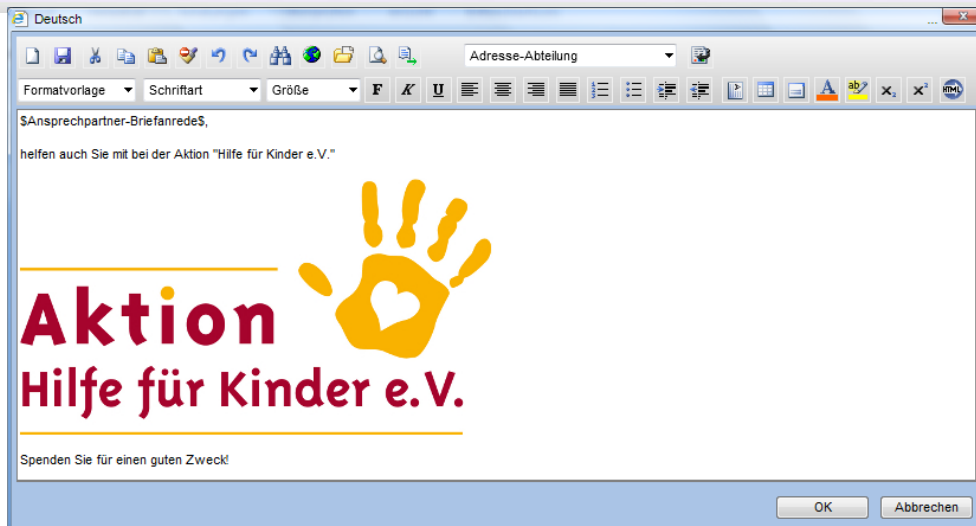 Deutsch
...
Adresse-Abteilung
Formatvorlage Schriftart Größe F K U HTML
$Ansprechpartner-Briefanrede$,
helfen auch Sie mit bei der Aktion "Hilfe für Kinder e.V."
Aktion
Hilfe für Kinder e.V.
Spenden Sie für einen guten Zweck!
OK Abbrechen